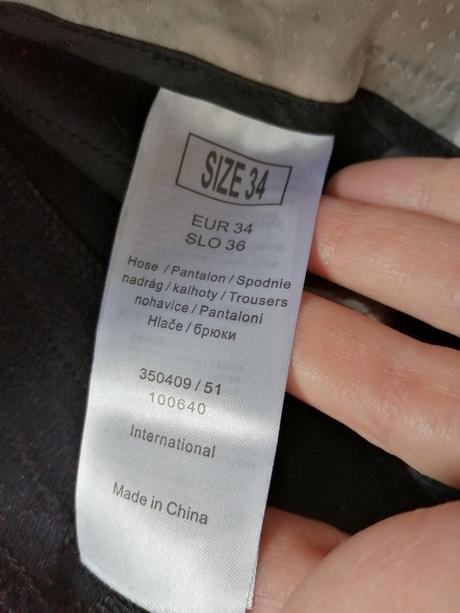 SIZE 34
EUR 34
SLO 36
Hose / Pantalon / Spodnie
nadrág / kalhoty / Trousers
nohavice / Pantaloni
Hlače / брюки
350409 / 51
100640
International
Made in China